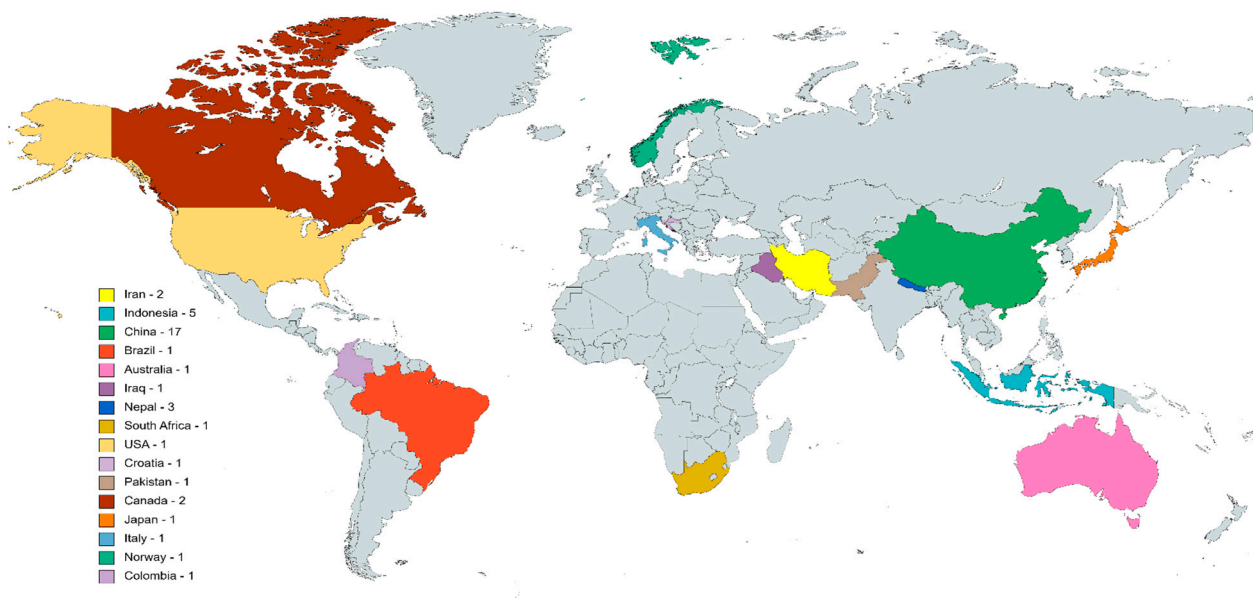 Iran - 2
Indonesia - 5
China - 17
Brazil - 1
Australia - 1
Iraq - 1
Nepal - 3
South Africa - 1
USA - 1
Croatia - 1
Pakistan - 1
Canada - 2
Japan - 1
Italy - 1
Norway - 1
Colombia - 1